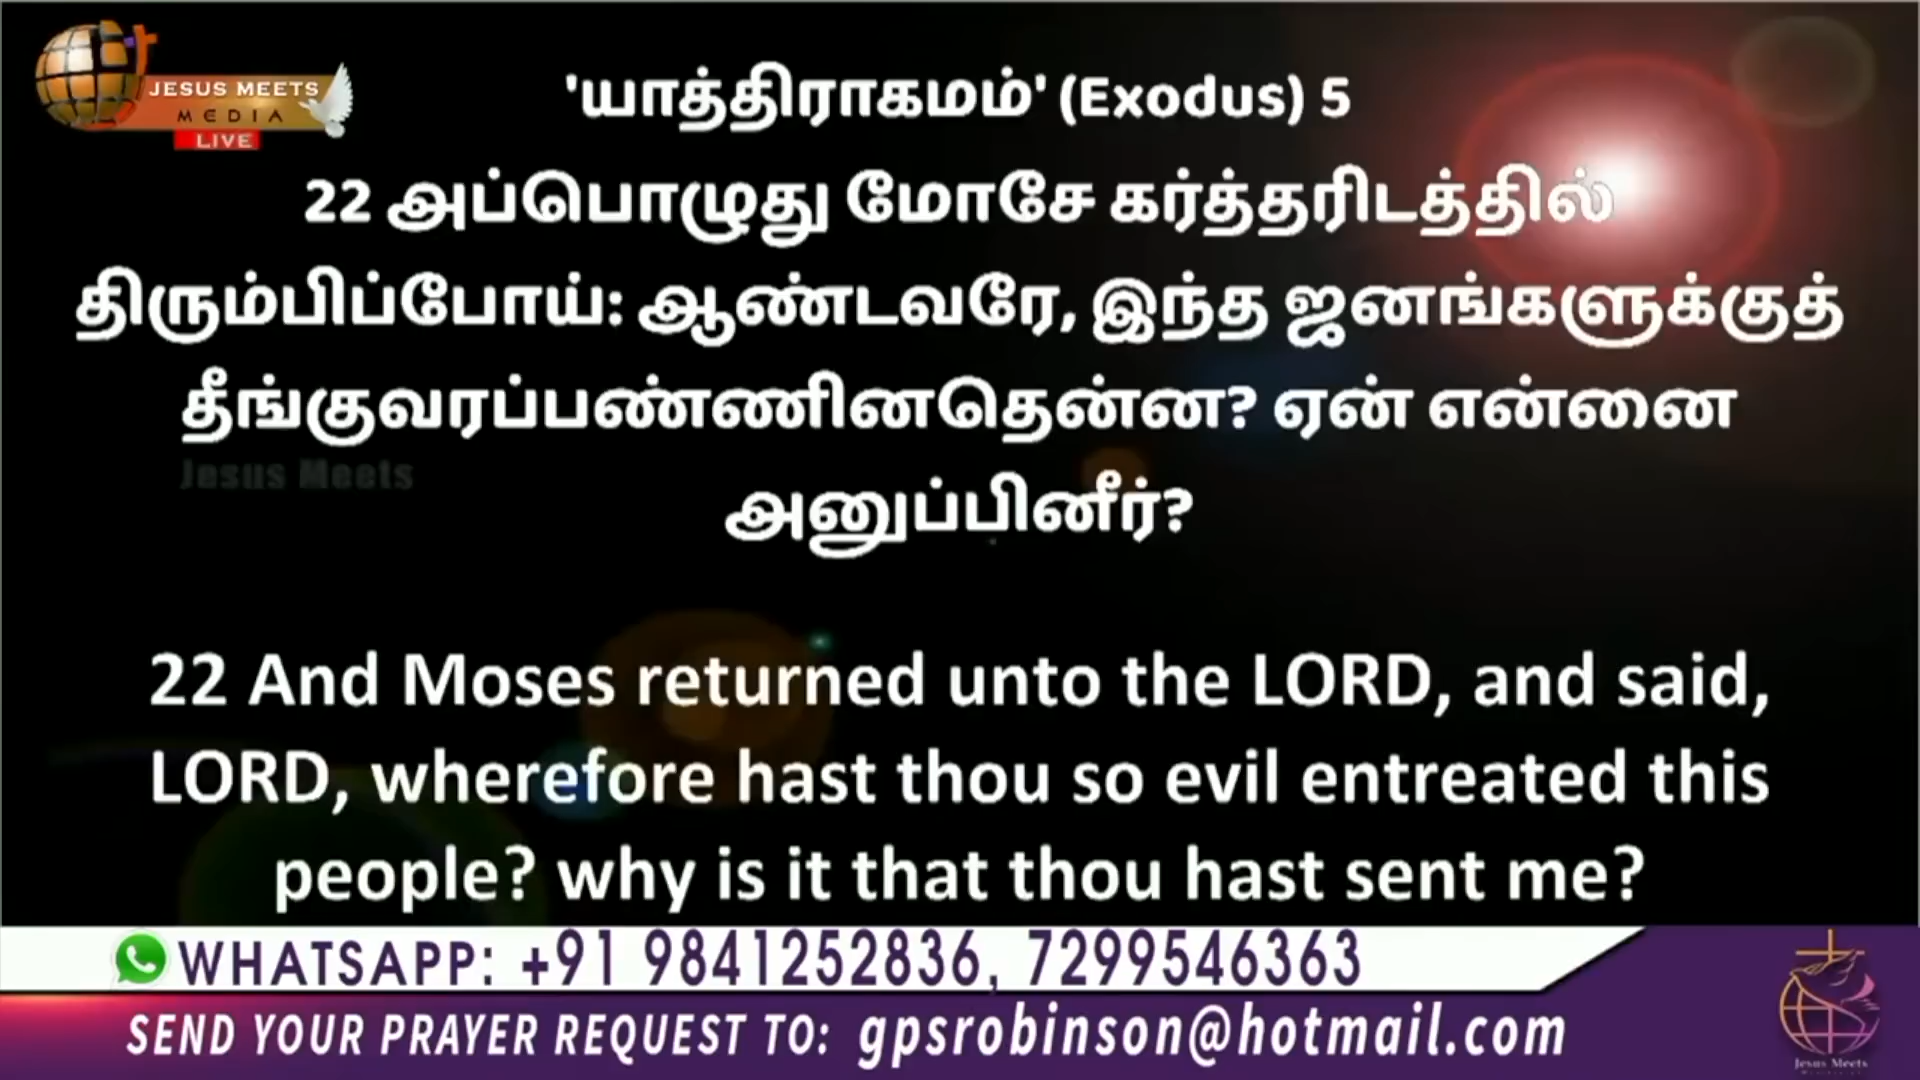 JESUS MEETS
MEDIA
LIVE
'யாத்திராகமம்' (Exodus) 5
22 அப்பொழுது மோசே கர்த்தரிடத்தில்
திரும்பிப்போய்: ஆண்டவரே, இந்த ஜனங்களுக்குத்
தீங்குவரப்பண்ணினதென்ன? ஏன் என்னை
Jesus Meets
அனுப்பினீர்?
22 And Moses returned unto the LORD, and said,
LORD, wherefore hast thou so evil entreated this
people? why is it that thou hast sent me?
WHATSAPP: +91 9841252836, 7299546363
SEND YOUR PRAYER REQUEST TO: gpsrobinson@hotmail.com
Jesus Meets